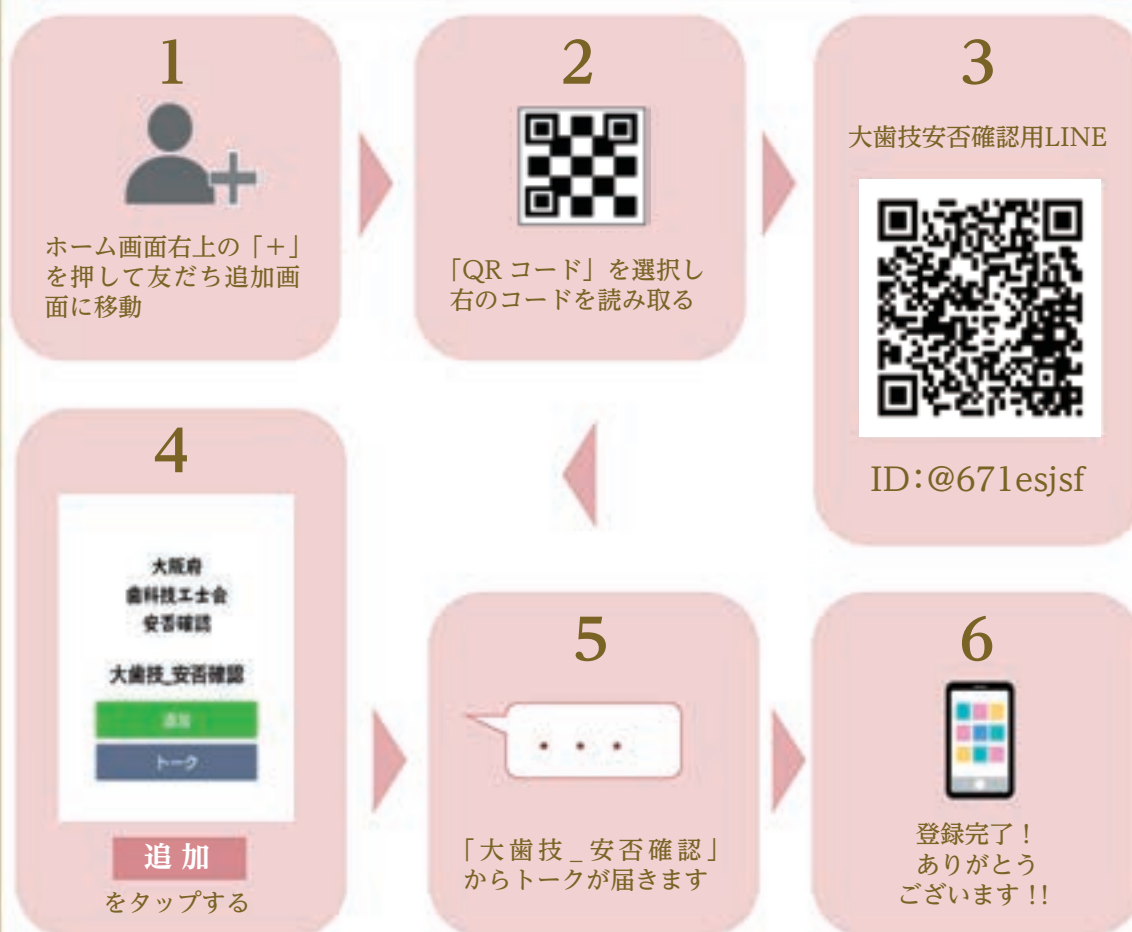 1
ホーム画面右上の「＋」
を押して友だち追加画
面に移動
2
「QR コード」を選択し
右のコードを読み取る
3
大歯技安否確認用LINE
ID：@671esjsf
4
大阪府
歯科技工士会
安否確認
大歯技_安否確認
追加
トーク
追 加
をタップする
5
・・・
「大歯技_安否確認」
からトークが届きます
6
登録完了！
ありがとう
ございます !!